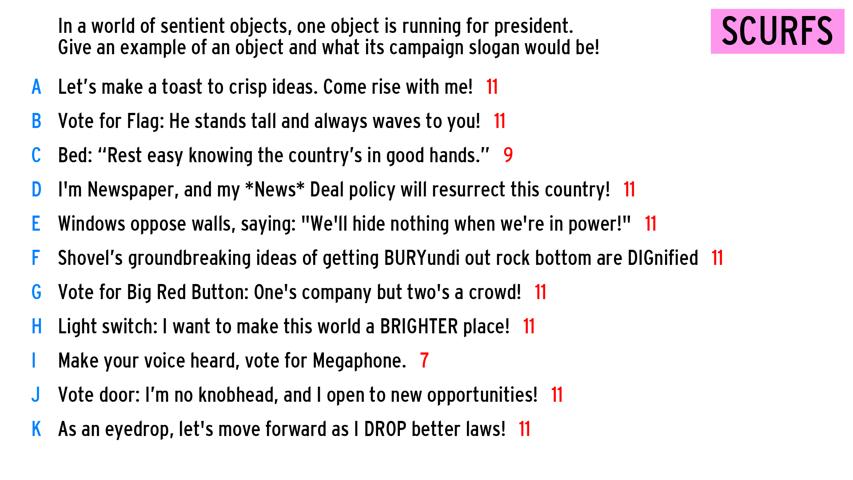 In a world of sentient objects, one object is running for president.
Give an example of an object and what its campaign slogan would be!
SCURFS
A Let's make a toast to crisp ideas. Come rise with me! 11
B Vote for Flag: He stands tall and always waves to you! 11
C Bed: “Rest easy knowing the country's in good hands.” 9
D I'm Newspaper, and my *News* Deal policy will resurrect this country! 11
E Windows oppose walls, saying: "We'll hide nothing when we're in power!" 11
F Shovel's groundbreaking ideas of getting BURYundi out rock bottom are DIGnified 11
G Vote for Big Red Button: One's company but two's a crowd! 11
H Light switch: I want to make this world a BRIGHTER place! 11
I Make your voice heard, vote for Megaphone. 7
J Vote door: I'm no knobhead, and I open to new opportunities! 11
K As an eyedrop, let's move forward as I DROP better laws! 11